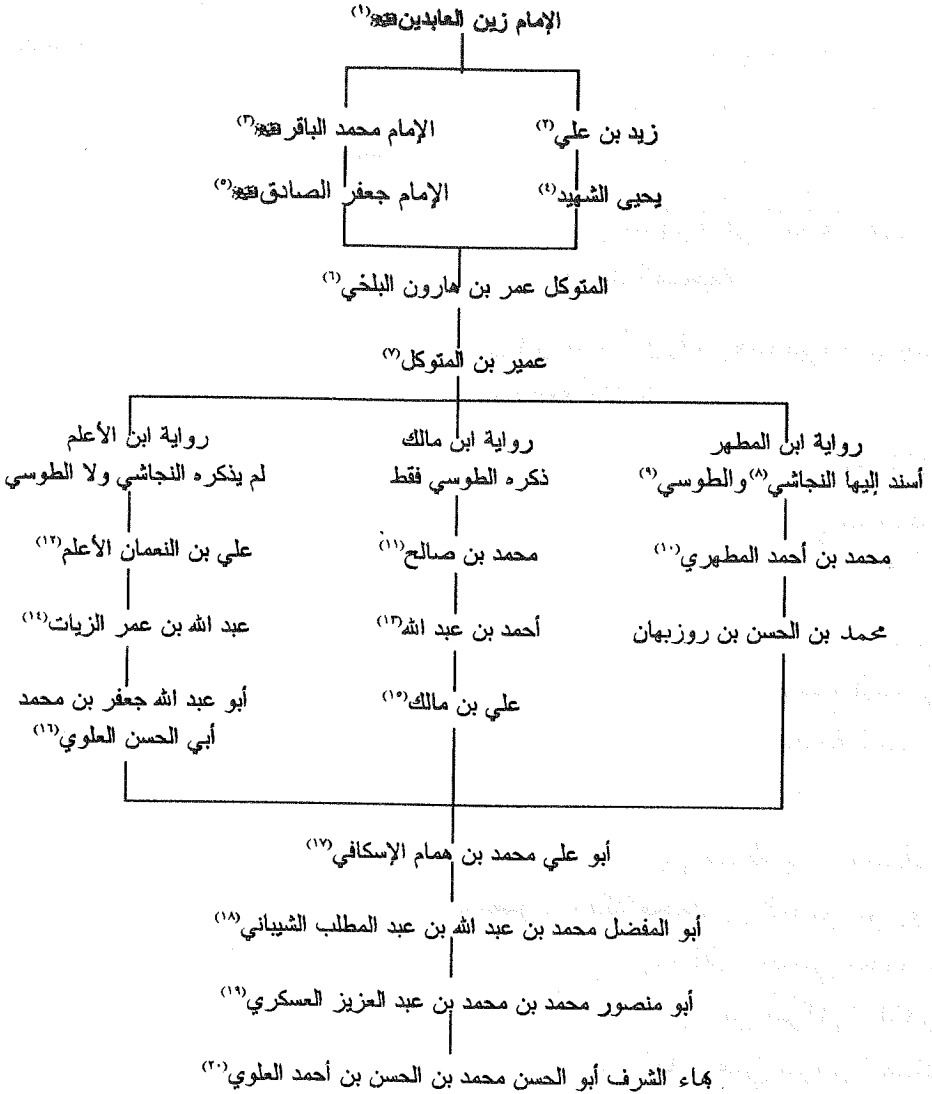 الإمام زين العابدين(١)
زيد بن علي(٢) الإمام محمد الباقر(٣)
يحيى الشهيد(٤) الإمام جعفر الصادق(٥)
المتوكل عمر بن هارون البلخي(٦)
عمير بن المتوكل(٧)
رواية ابن المطهر رواية ابن مالك رواية ابن الأعلم
أسند إليها النجاشي(٨) والطوسي(٩) ذكره الطوسي فقط لم يذكره النجاشي ولا الطوسي
محمد بن أحمد المطهري(١٠) محمد بن صالح(١١) علي بن النعمان الأعلم(١٢)
محمد بن الحسن بن روزبهان أحمد بن عبد الله(١٣) عبد الله بن عمر الزيات(١٤)
علي بن مالك(١٥) أبو عبد الله جعفر بن محمد
أبي الحسن العلوي(١٦)
أبو علي محمد بن همام الإسكافي(١٧)
أبو المفضل محمد بن عبد الله بن عبد المطلب الشيباني(١٨)
أبو منصور محمد بن محمد بن عبد العزيز العسكري(١٩)
بهاء الشرف أبو الحسن محمد بن الحسن بن أحمد العلوي(٢٠)